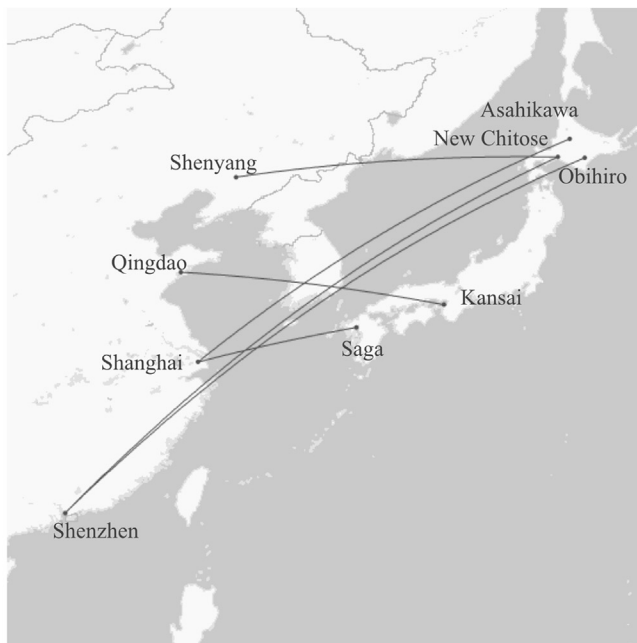 Asahikawa
New Chitose
Shenyang
Obihiro
Qingdao
Kansai
Shanghai
Saga
Shenzhen